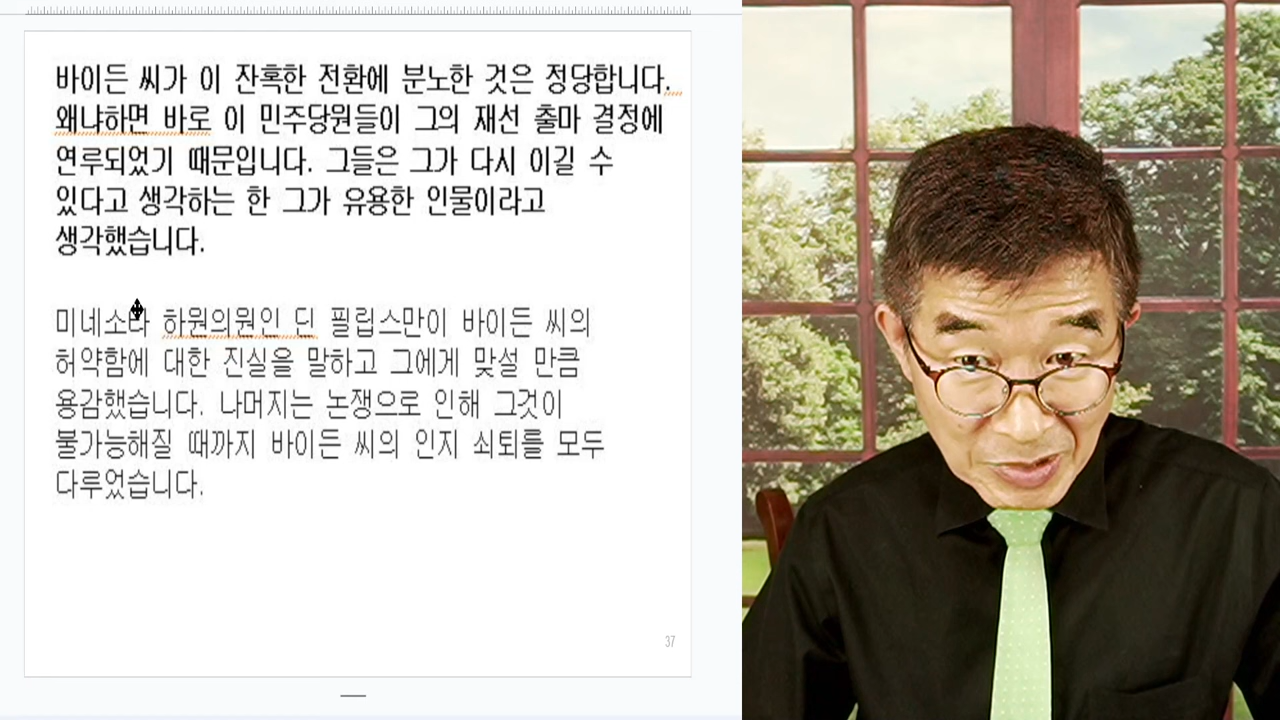 바이든 씨가 이 잔혹한 전환에 분노한 것은 정당합니다.
왜냐하면 바로 이 민주당원들이 그의 재선 출마 결정에
연루되었기 때문입니다. 그들은 그가 다시 이길 수
있다고 생각하는 한 그가 유용한 인물이라고
생각했습니다.
미네소타 하원의원인 딘 필립스만이 바이든 씨의
허약함에 대한 진실을 말하고 그에게 맞설 만큼
용감했습니다. 나머지는 논쟁으로 인해 그것이
불가능해질 때까지 바이든 씨의 인지 쇠퇴를 모두
다루었습니다.
37